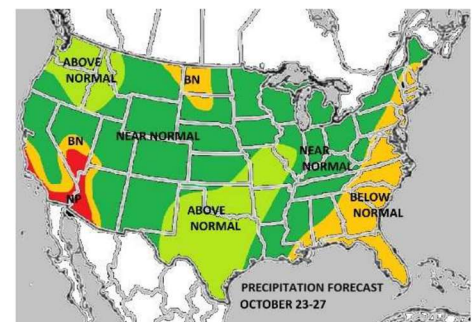 ABOVE
NORMAL
BN
BN
NEAR NORMAL
NEAR
NORMAL
NP
ABOVE
NORMAL
BELOW
NORMAL
PRECIPITATION FORECAST
OCTOBER 23-27